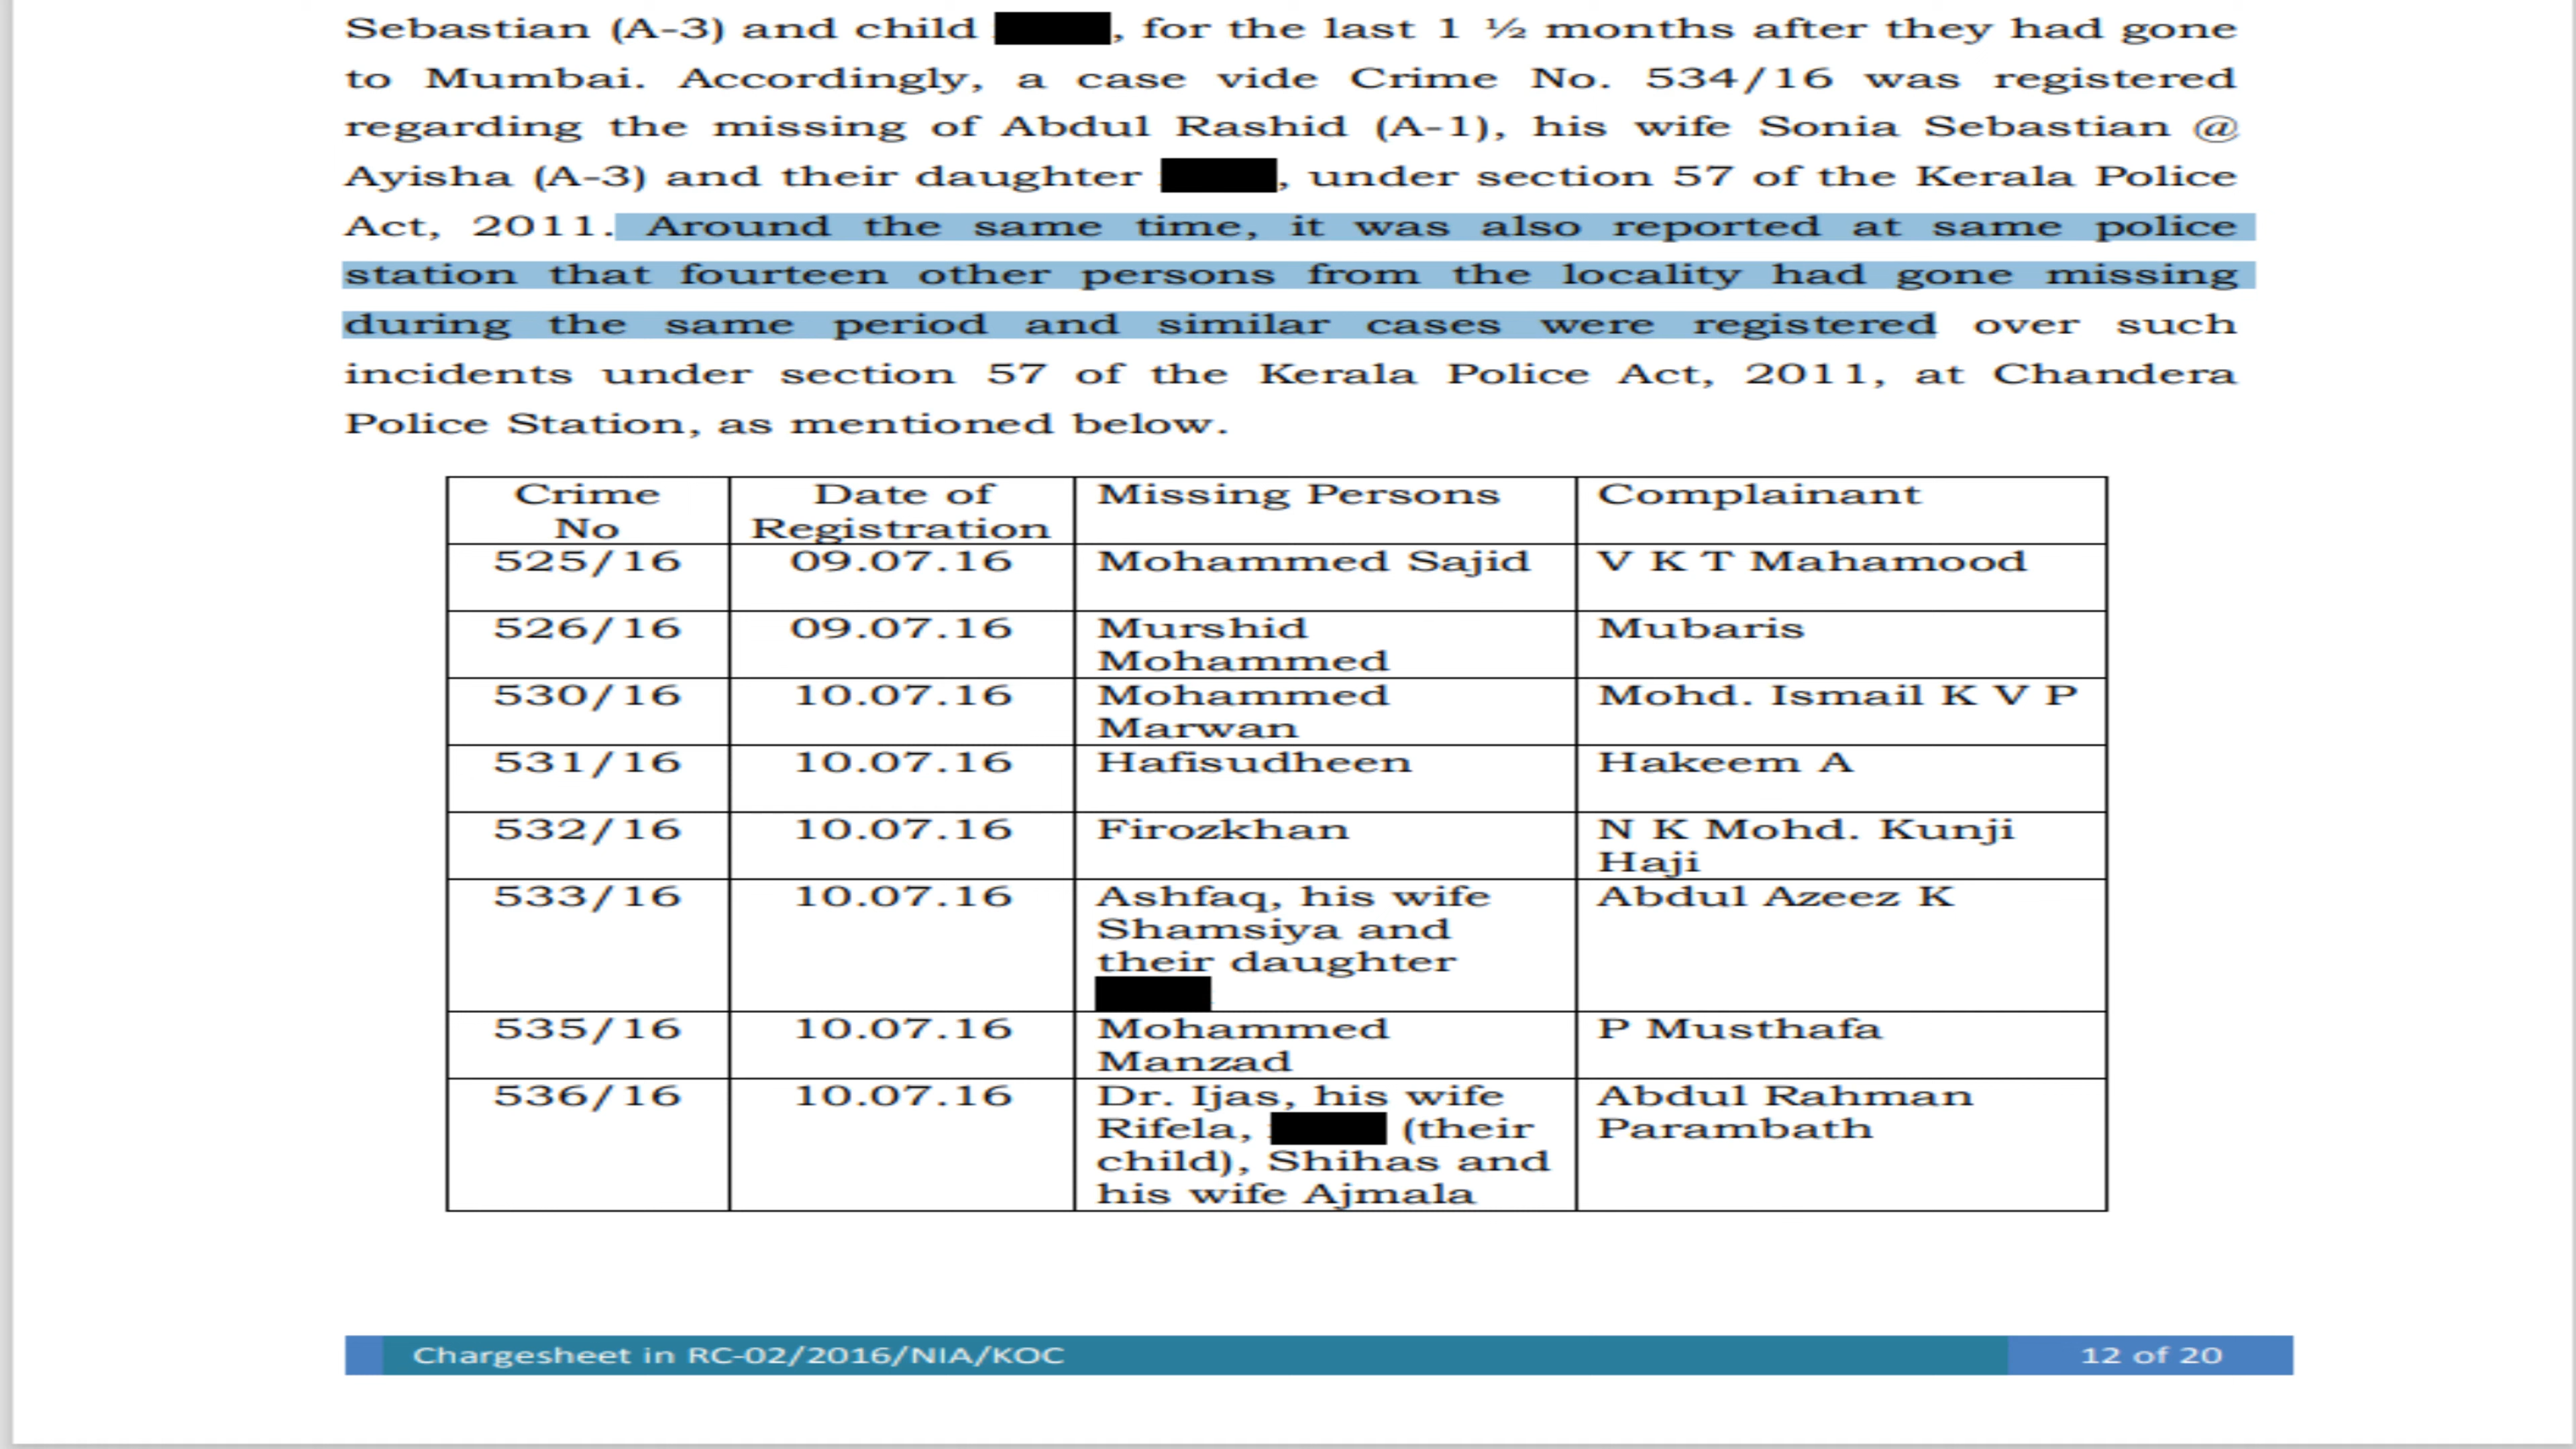 Sebastian (A-3) and child , for the last 1 ½ months after they had gone
to Mumbai. Accordingly, a case vide Crime No. 534/16 was registered
regarding the missing of Abdul Rashid (A-1), his wife Sonia Sebastian @
Ayisha (A-3) and their daughter , under section 57 of the Kerala Police
Act, 2011. Around the same time, it was also reported at same police
station that fourteen other persons from the locality had gone missing
during the same period and similar cases were registered over such
incidents under section 57 of the Kerala Police Act, 2011, at Chandera
Police Station, as mentioned below.
Crime No Date of Registration Missing Persons Complainant
525/16 09.07.16 Mohammed Sajid V K T Mahamood
526/16 09.07.16 Murshid Mohammed Mubaris
530/16 10.07.16 Mohammed Marwan Mohd. Ismail K V P
531/16 10.07.16 Hafisudheen Hakeem A
532/16 10.07.16 Firozkhan N K Mohd. Kunji Haji
533/16 10.07.16 Ashfaq, his wife Shamsiya and their daughter Abdul Azeez K
535/16 10.07.16 Mohammed Manzad P Musthafa
536/16 10.07.16 Dr. Ijas, his wife Rifela, (their child), Shihas and his wife Ajmala Abdul Rahman Parambath
Chargesheet in RC-02/2016/NIA/KOC 12 of 20